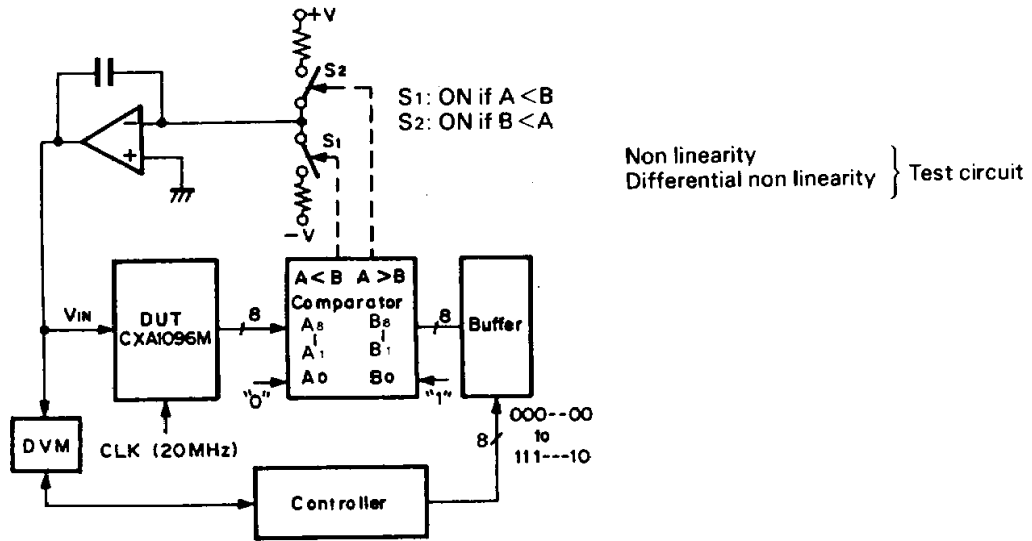 +V
S2
S1: ON if A<B
S2: ON if B<A
−
+
S1
−V
Non linearity
Differential non linearity } Test circuit
A<B A>B
Comparator
VIN
DUT
CXA1096M
8
A8
A1
A0
B8
B1
B0
8
Buffer
"0"
"1"
DVM
CLK (20MHz)
8
000--00
to
111---10
Controller